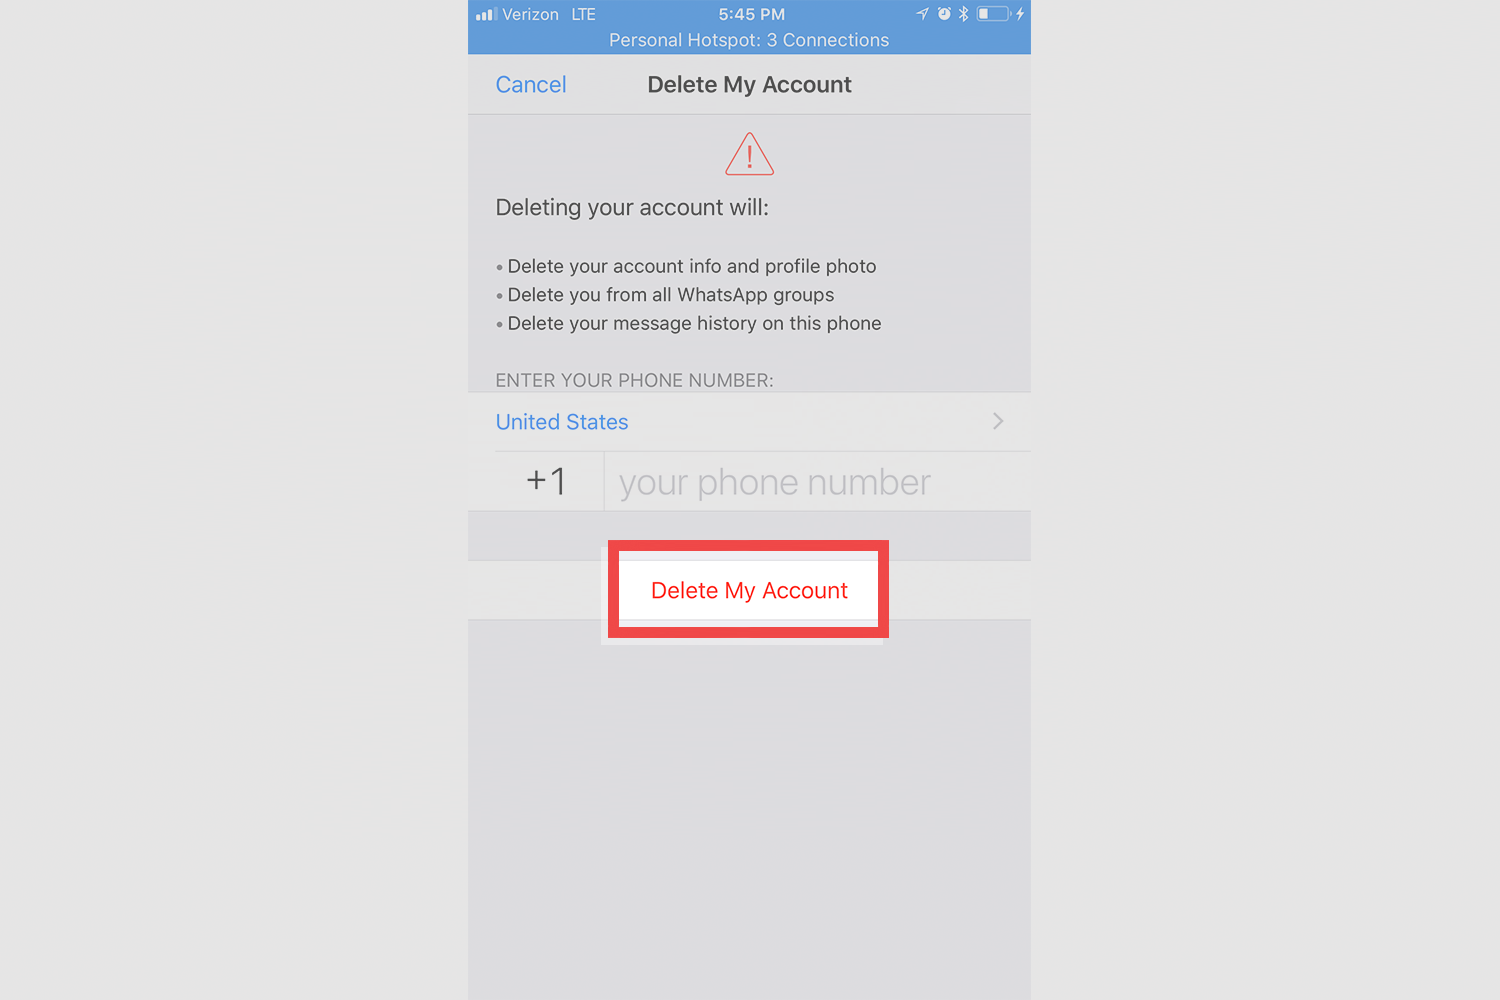 Verizon LTE 5:45 PM
Personal Hotspot: 3 Connections
Cancel Delete My Account
!
Deleting your account will:
• Delete your account info and profile photo
• Delete you from all WhatsApp groups
• Delete your message history on this phone
ENTER YOUR PHONE NUMBER:
United States
+1 your phone number
Delete My Account